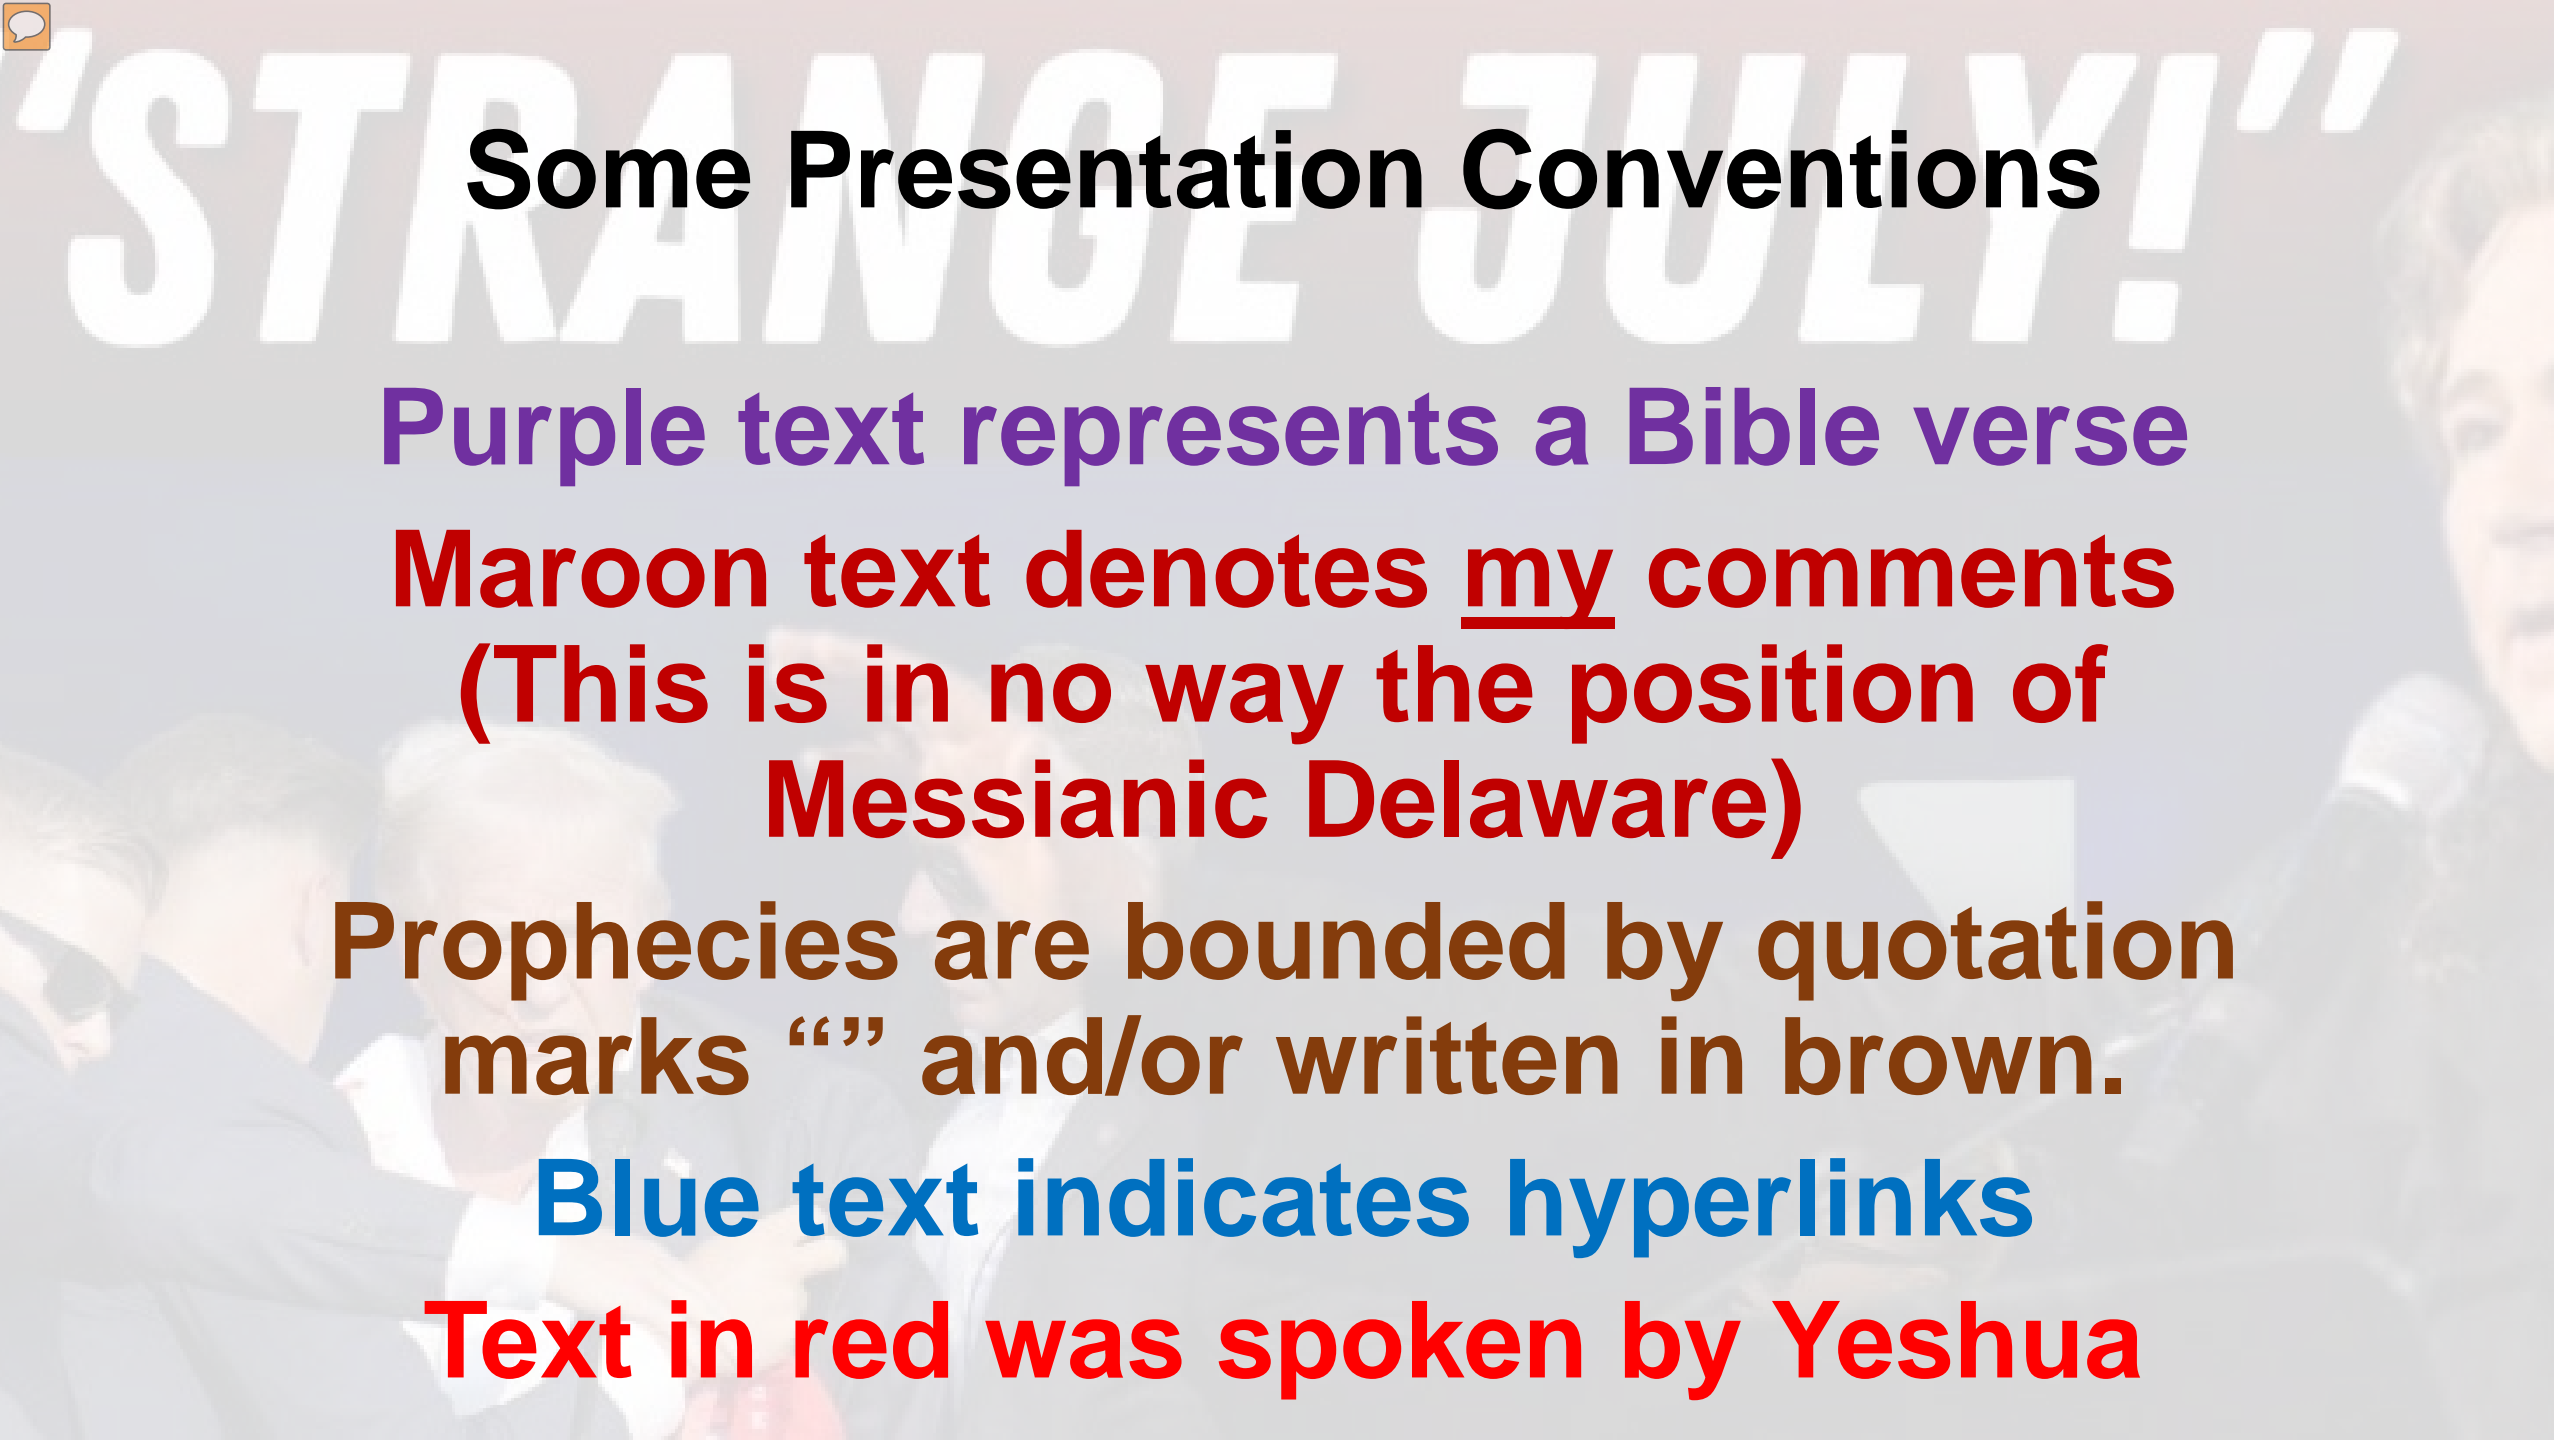 "STRANGE JULY!"
Some Presentation Conventions
Purple text represents a Bible verse
Maroon text denotes my comments
(This is in no way the position of
Messianic Delaware)
Prophecies are bounded by quotation
marks “” and/or written in brown.
Blue text indicates hyperlinks
Text in red was spoken by Yeshua